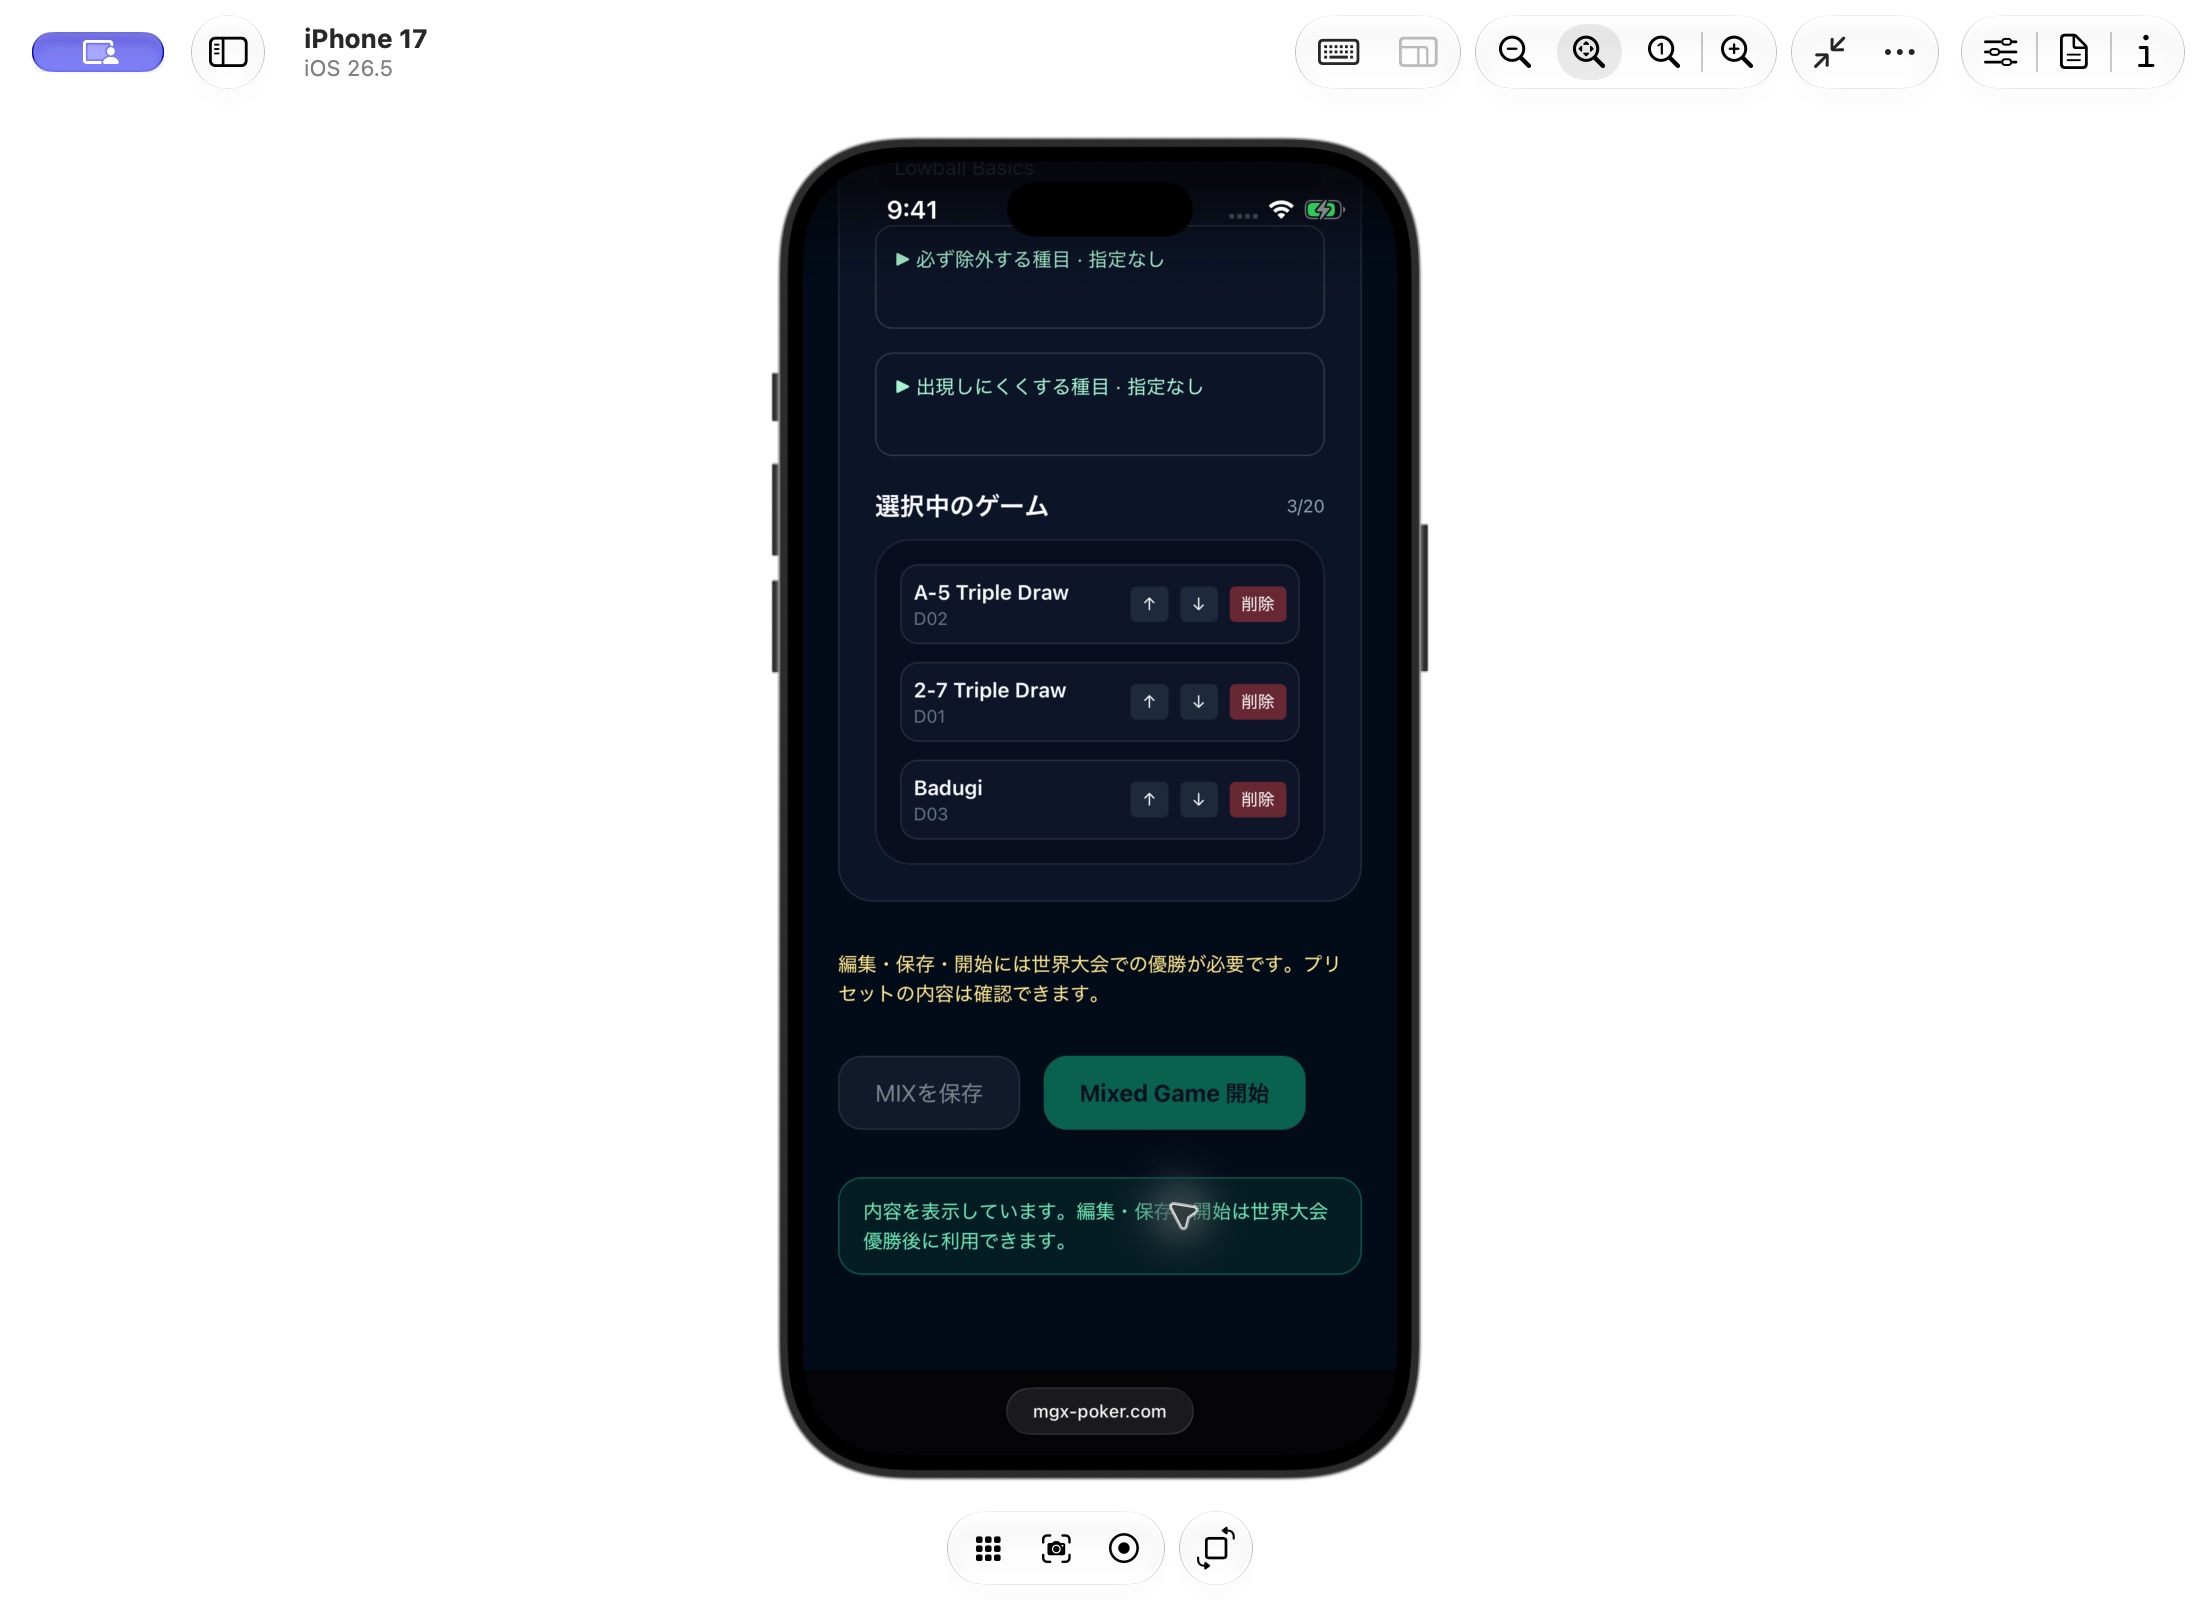 iPhone 17
iOS 26.5
Lowball Basics
9:41
▶ 必ず除外する種目 · 指定なし
▶ 出現しにくくする種目 · 指定なし
選択中のゲーム 3/20
A-5 Triple Draw
D02
↑ ↓ 削除
2-7 Triple Draw
D01
↑ ↓ 削除
Badugi
D03
↑ ↓ 削除
編集・保存・開始には世界大会での優勝が必要です。プリ
セットの内容は確認できます。
MIXを保存 Mixed Game 開始
内容を表示しています。編集・保存・開始は世界大会
優勝後に利用できます。
mgx-poker.com